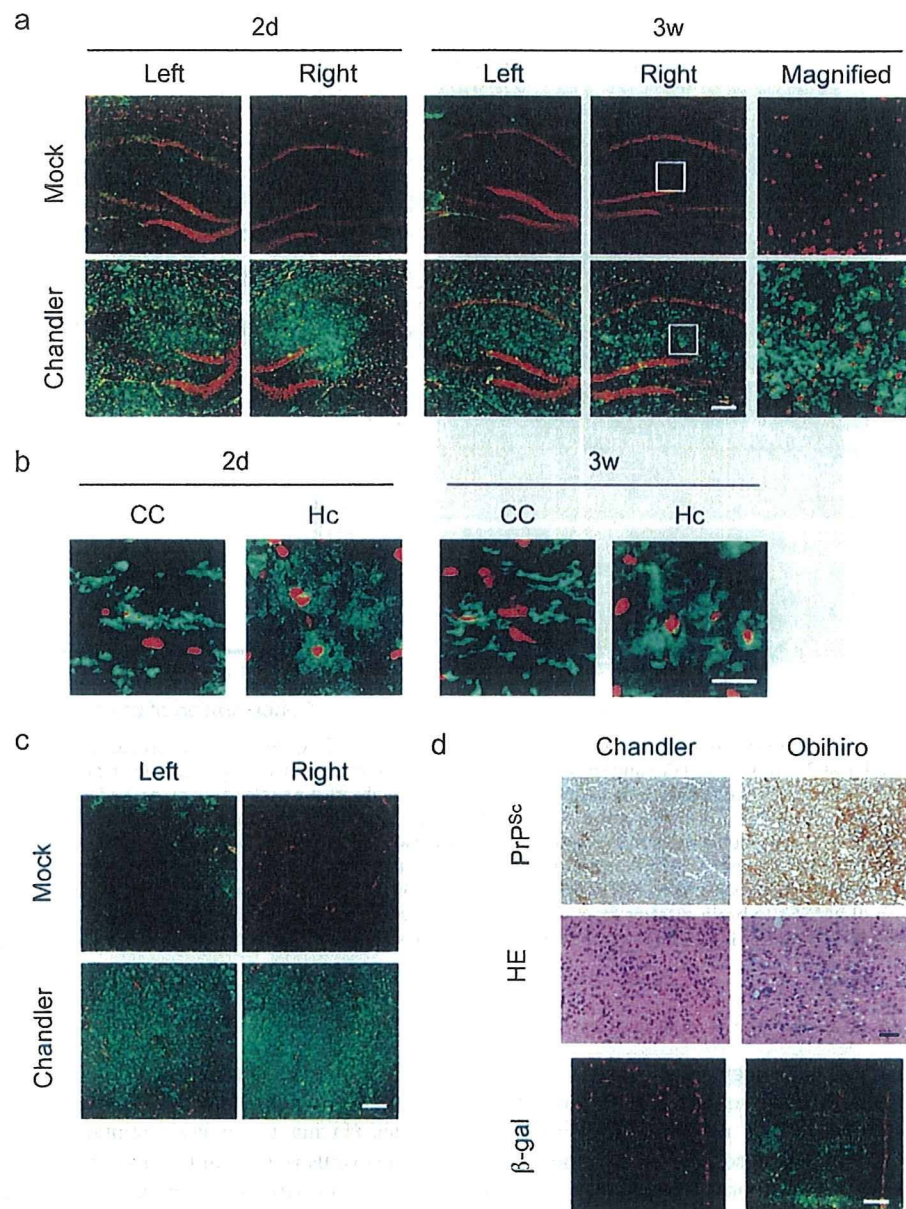 a
2d 3w
Left Right Left Right Magnified
Mock
Chandler
b
2d 3w
CC Hc CC Hc
c
Left Right
Mock
Chandler
d
Chandler Obihiro
PrPSc
HE
β-gal